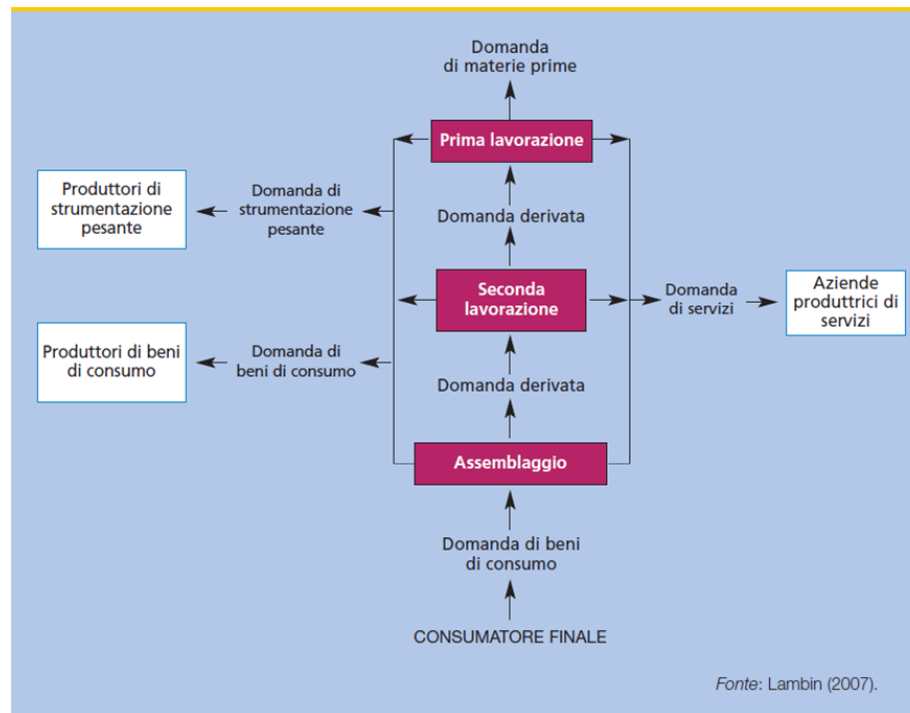 Domanda
di materie prime
Prima lavorazione
Produttori di
strumentazione
pesante
Domanda di
strumentazione
pesante
Domanda derivata
Seconda
lavorazione
Domanda
di servizi
Aziende
produttrici di
servizi
Produttori di beni
di consumo
Domanda di
beni di consumo
Domanda derivata
Assemblaggio
Domanda di beni
di consumo
CONSUMATORE FINALE
Fonte: Lambin (2007).